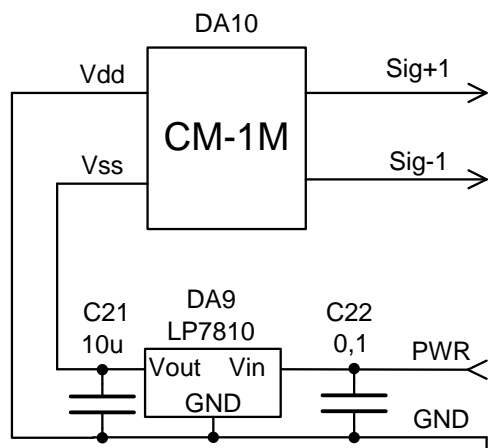 DA10
Vdd
Sig+1
CM-1M
Vss
Sig-1
C21
10u
DA9
LP7810
C22
0,1
PWR
Vout
Vin
GND
GND